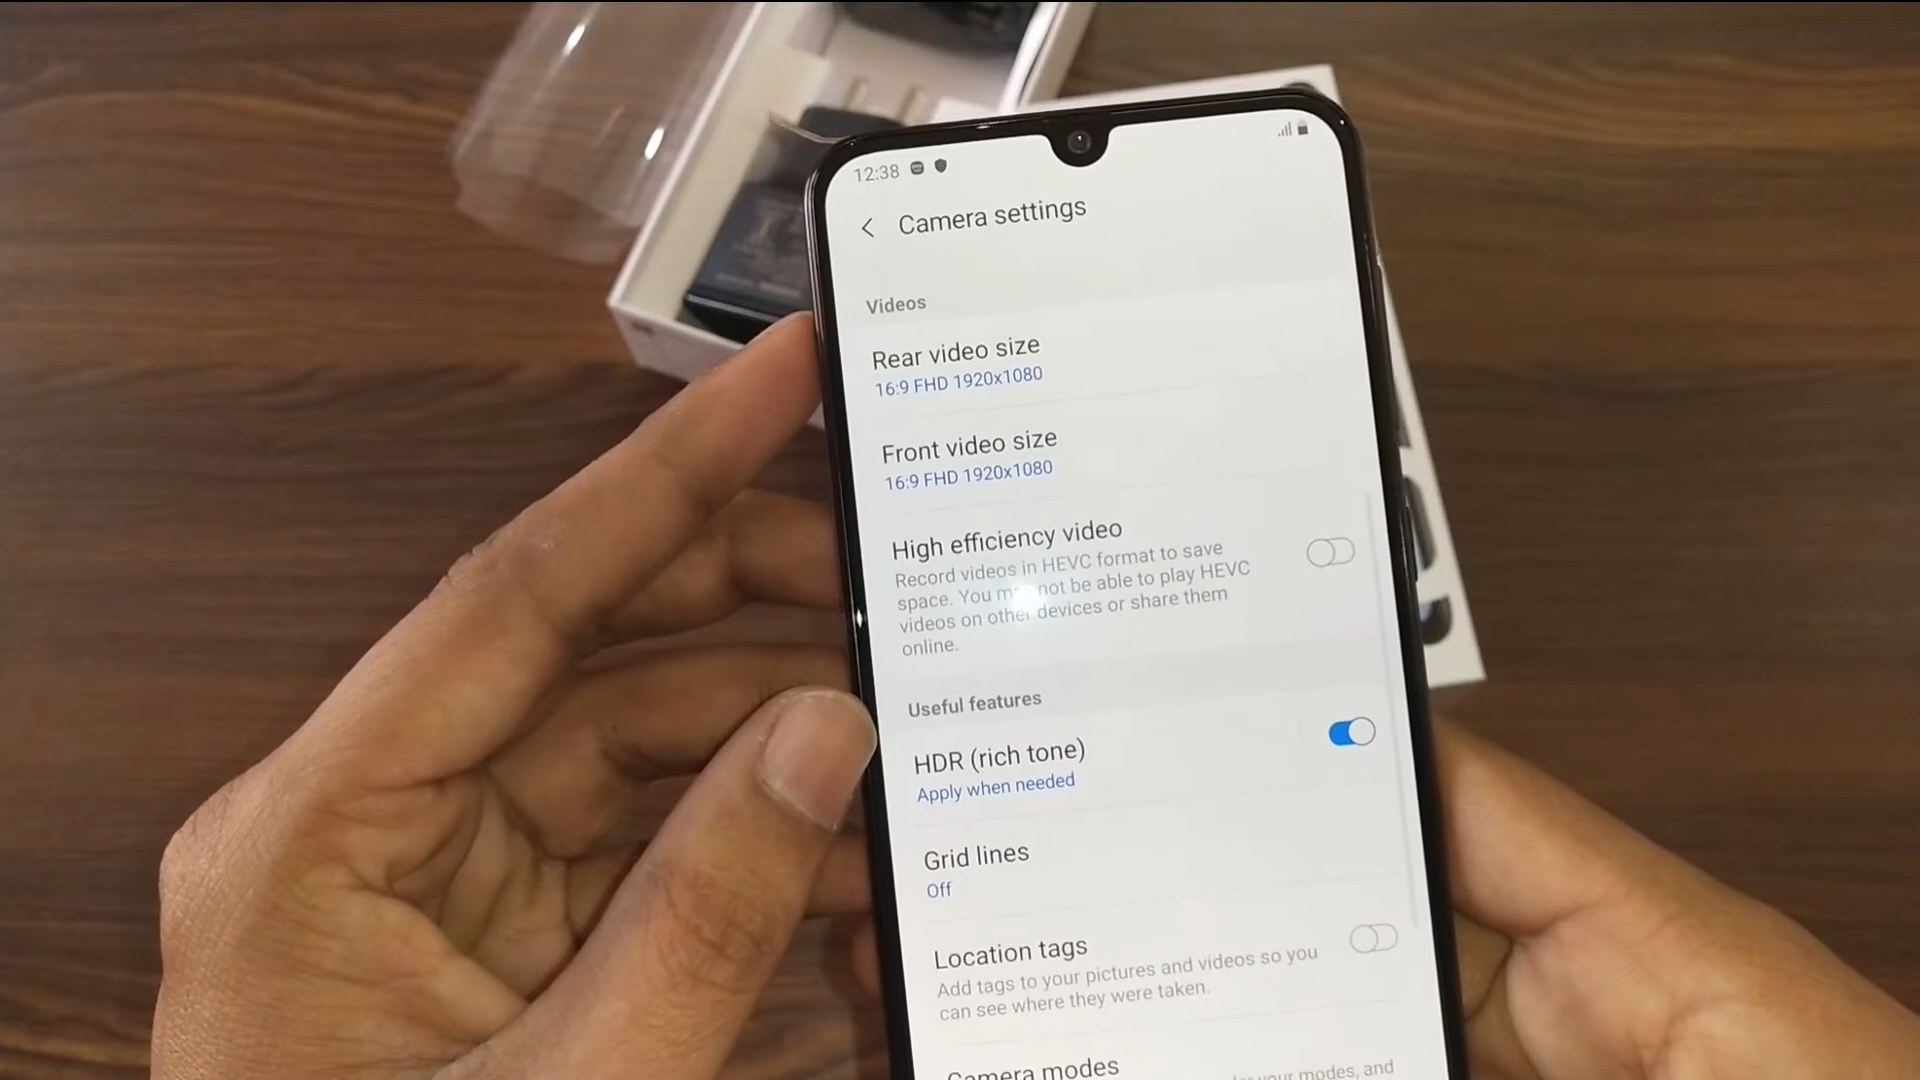 12:38
Camera settings
Videos
Rear video size
16:9 FHD 1920x1080
Front video size
16:9 FHD 1920x1080
High efficiency video
Record videos in HEVC format to save
space. You not be able to play HEVC
videos on other devices or share them
online.
Useful features
HDR (rich tone)
Apply when needed
Grid lines
Off
Location tags
Add tags to your pictures and videos so you
can see where they were taken.
Camera modes
your modes, and